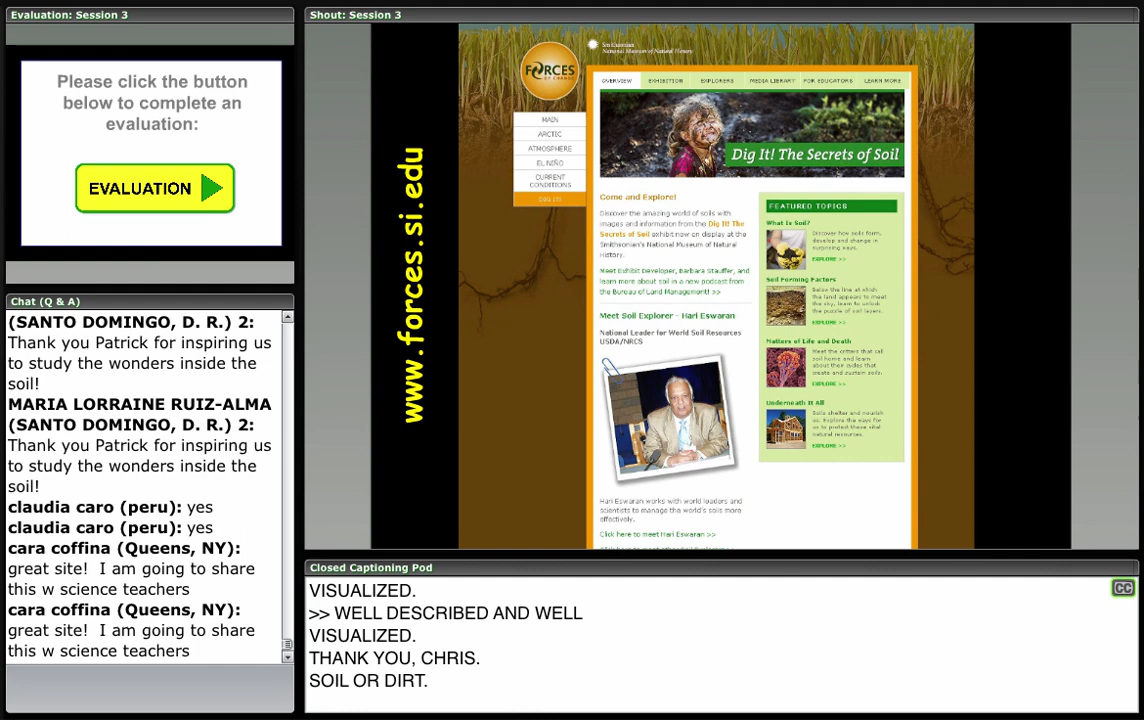 Evaluation: Session 3
Please click the button
below to complete an
evaluation:
EVALUATION
Chat (Q & A)
(SANTO DOMINGO, D. R.) 2:
Thank you Patrick for inspiring us
to study the wonders inside the
soil!
MARIA LORRAINE RUIZ-ALMA
(SANTO DOMINGO, D. R.) 2:
Thank you Patrick for inspiring us
to study the wonders inside the
soil!
claudia caro (peru): yes
claudia caro (peru): yes
cara coffina (Queens, NY):
great site! I am going to share
this w science teachers
cara coffina (Queens, NY):
great site! I am going to share
this w science teachers
Shout: Session 3
www.forces.si.edu
Smithsonian
National Museum of Natural History
FORCES
OF CHANGE
OVERVIEW EXHIBITION EXPLORERS MEDIA LIBRARY FOR EDUCATORS LEARN MORE
MAIN
ARCTIC
ATMOSPHERE
EL NIÑO
CURRENT
CONDITIONS
DIG IT!
Dig It! The Secrets of Soil
Come and Explore!
Discover the amazing world of soils with
images and information from the Dig It! The
Secrets of Soil exhibit now on display at the
Smithsonian's National Museum of Natural
History.
Meet Exhibit Developer, Barbara Stauffer, and
learn more about soil in a new podcast from
the Bureau of Land Management! >>
Meet Soil Explorer - Hari Eswaran
National Leader for World Soil Resources
USDA/NRCS
Hari Eswaran works with world leaders and
scientists to manage the world's soils more
effectively.
Click here to meet Hari Eswaran >>
FEATURED TOPICS
What Is Soil?
Discover how soils form,
develop and change in
surprising ways.
EXPLORE >>
Soil Forming Factors
Below the line at which
the land appears to meet
the sky, learn to unlock
the puzzle of soil layers.
EXPLORE >>
Matters of Life and Death
Meet the critters that call
soil home and learn
about their cycles that
create and sustain soils.
EXPLORE >>
Underneath It All
Soils shelter and nourish
us. Explore the ways for
us to protect these vital
natural resources.
EXPLORE >>
Closed Captioning Pod
CC
VISUALIZED.
>> WELL DESCRIBED AND WELL
VISUALIZED.
THANK YOU, CHRIS.
SOIL OR DIRT.